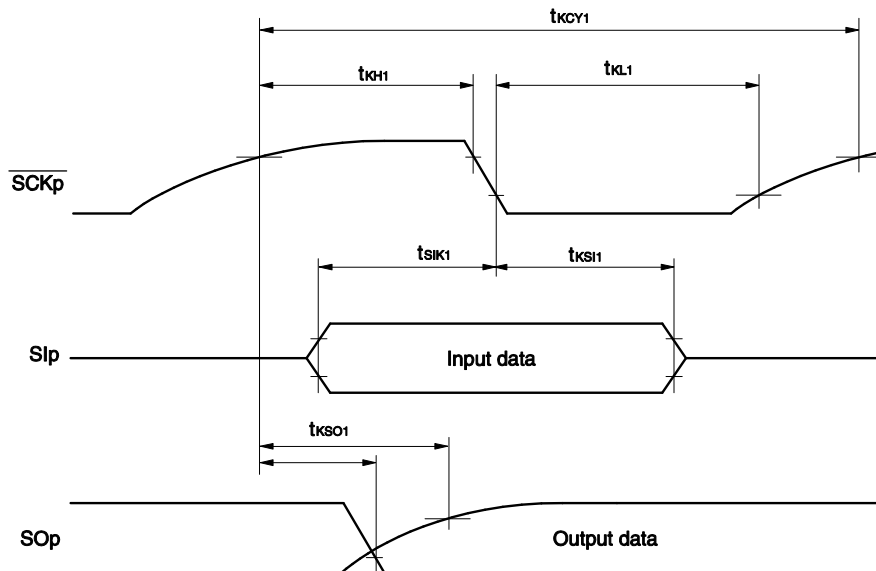 tKCY1
tKH1
tKL1
SCKp
tSIK1
tKSI1
SIp
Input data
tKSO1
SOp
Output data